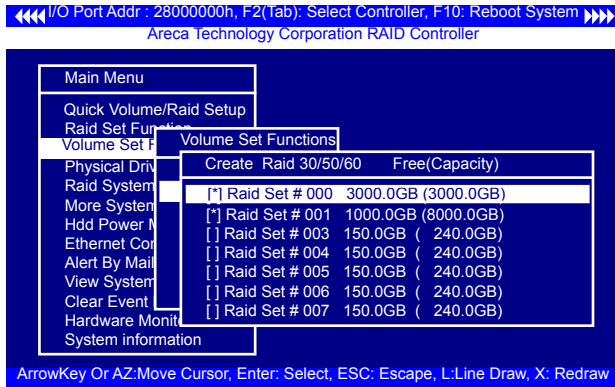 I/O Port Addr : 28000000h, F2(Tab): Select Controller, F10: Reboot System
Areca Technology Corporation RAID Controller
Main Menu
Quick Volume/Raid Setup
Raid Set Function
Volume Set F
Physical Driv
Raid System
More System
Hdd Power M
Ethernet Con
Alert By Mail
View System
Clear Event
Hardware Monito
System information
Volume Set Functions
Create Raid 30/50/60 Free(Capacity)
[*] Raid Set # 000 3000.0GB (3000.0GB)
[*] Raid Set # 001 1000.0GB (8000.0GB)
[ ] Raid Set # 003 150.0GB ( 240.0GB)
[ ] Raid Set # 004 150.0GB ( 240.0GB)
[ ] Raid Set # 005 150.0GB ( 240.0GB)
[ ] Raid Set # 006 150.0GB ( 240.0GB)
[ ] Raid Set # 007 150.0GB ( 240.0GB)
ArrowKey Or AZ:Move Cursor, Enter: Select, ESC: Escape, L:Line Draw, X: Redraw